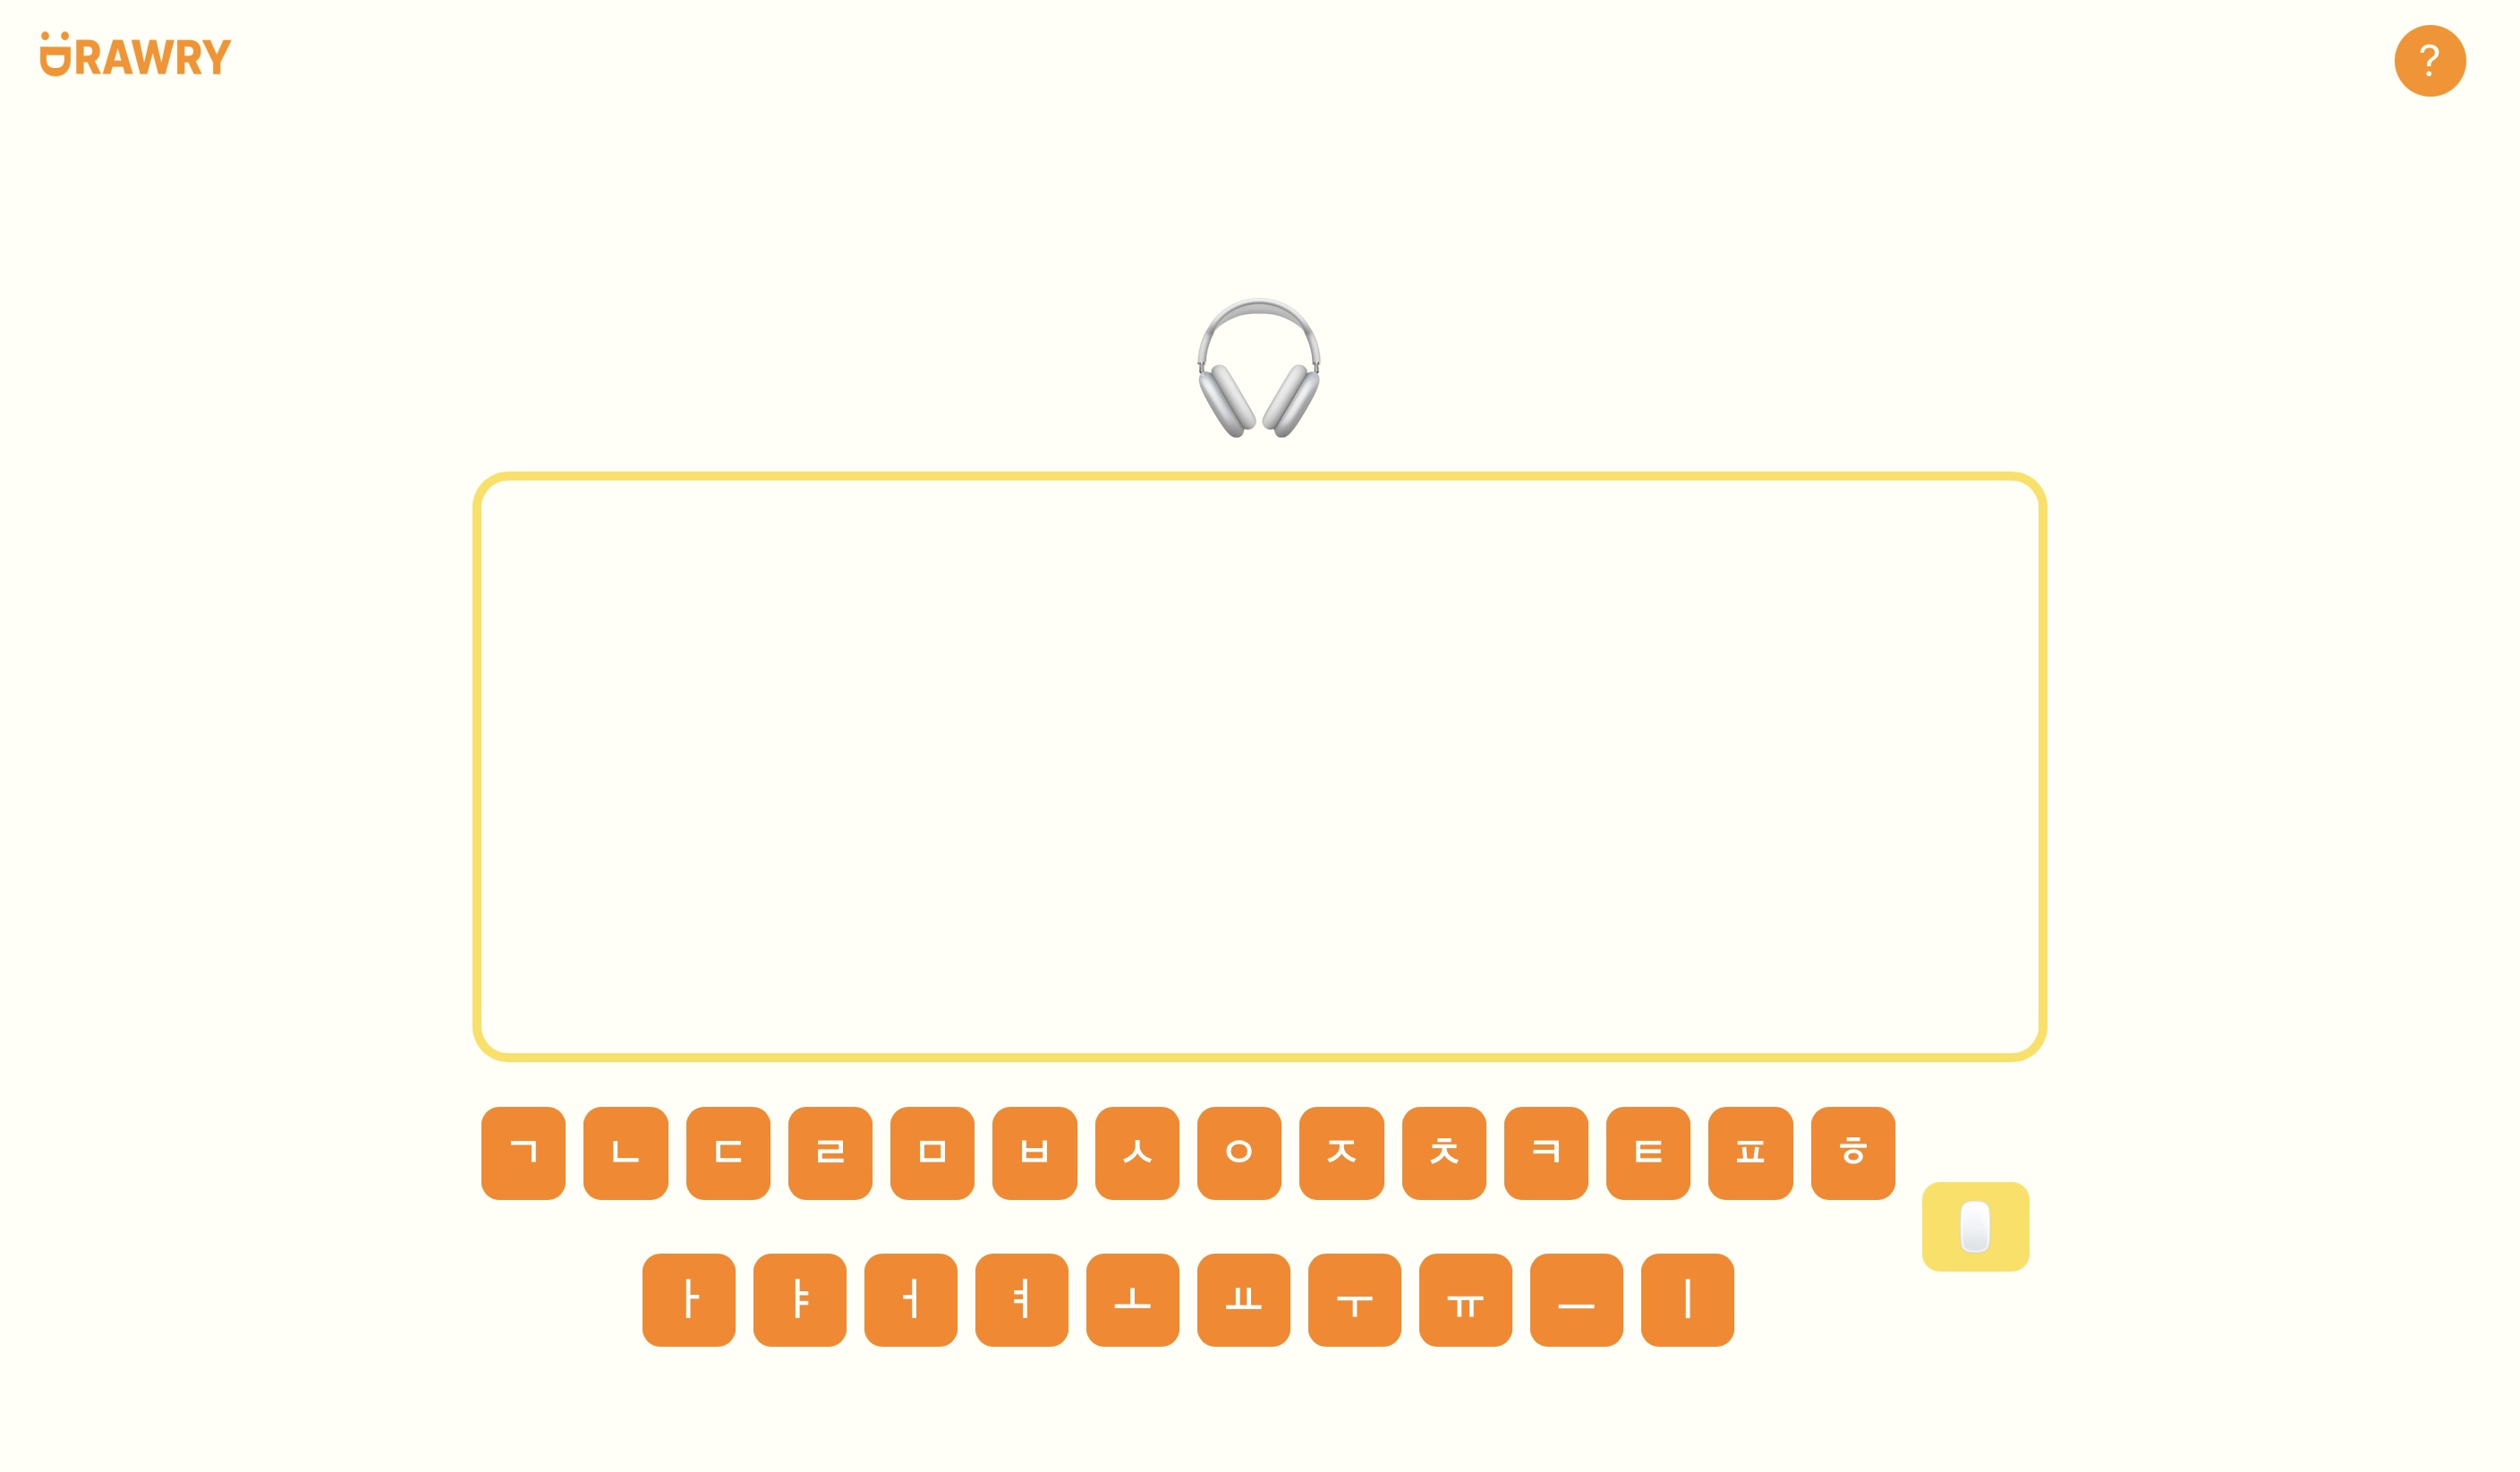 DRAWRY
?
ㄱ ㄴ ㄷ ㄹ ㅁ ㅂ ㅅ ㅇ ㅈ ㅊ ㅋ ㅌ ㅍ ㅎ
ㅏ ㅑ ㅓ ㅕ ㅗ ㅛ ㅜ ㅠ ㅡ ㅣ